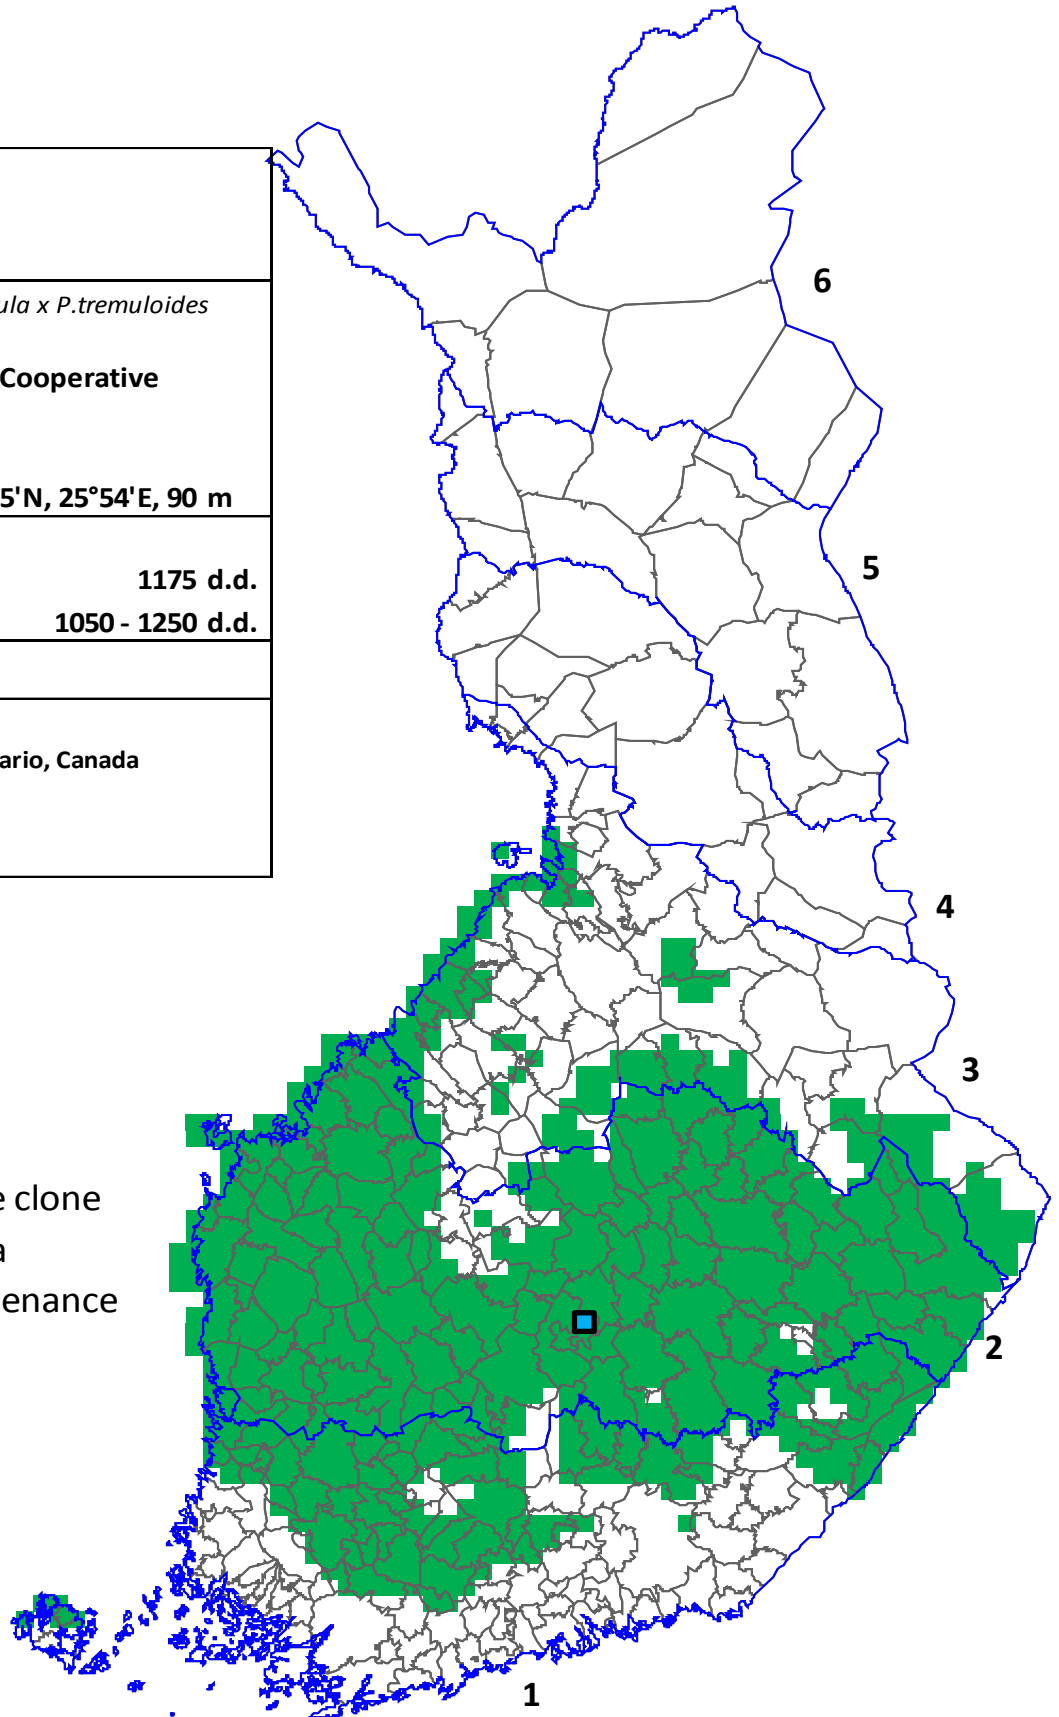 ula x P.tremuloides
Cooperative
5'N, 25°54'E, 90 m
1175 d.d.
1050 - 1250 d.d.
ario, Canada
6
5
4
3
e clone
a
enance
2
1